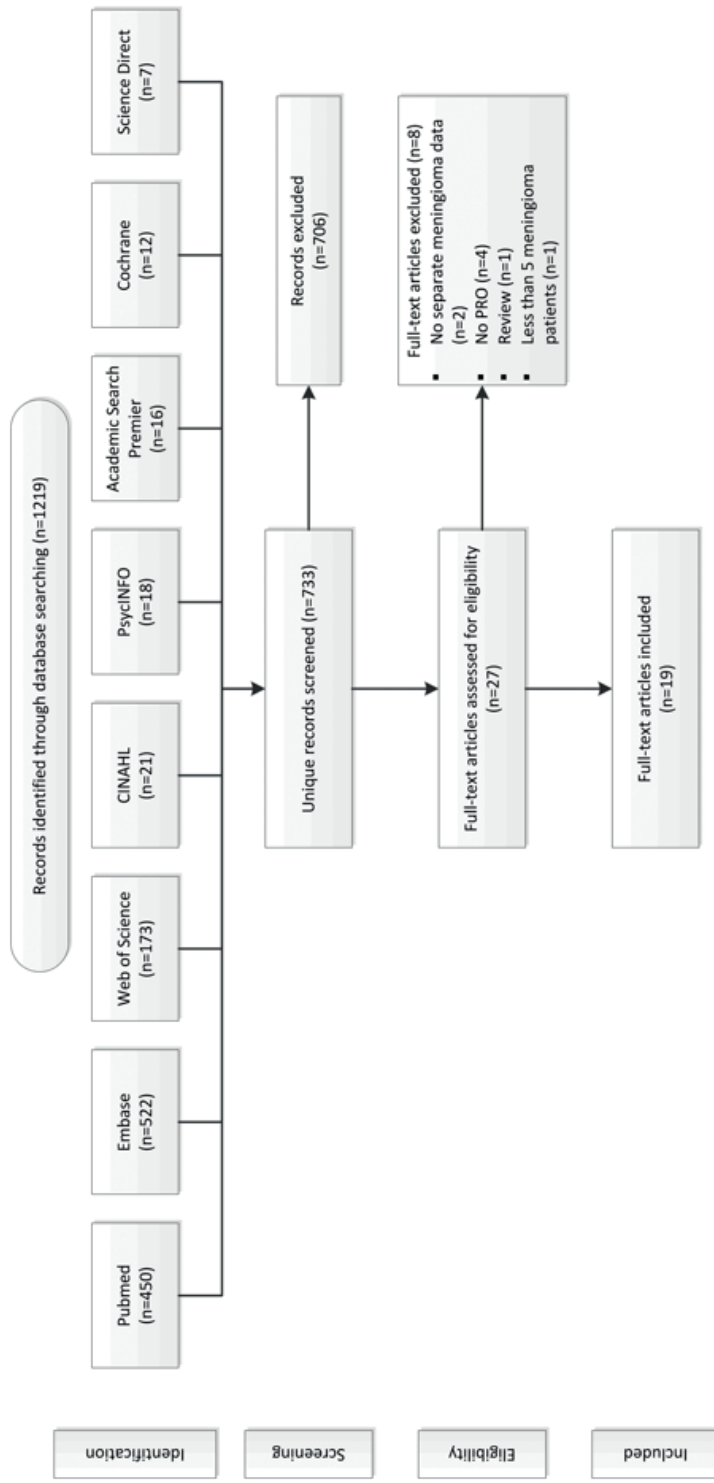 Records identified through database searching (n=1219)
Identification
Pubmed
(n=450)
Embase
(n=522)
Web of Science
(n=173)
CINAHL
(n=21)
PsycINFO
(n=18)
Academic Search
Premier
(n=16)
Cochrane
(n=12)
Science Direct
(n=7)
Screening
Unique records screened (n=733)
Records excluded
(n=706)
Eligibility
Full-text articles assessed for eligibility
(n=27)
Full-text articles excluded (n=8)
▪ No separate meningioma data
(n=2)
▪ No PRO (n=4)
▪ Review (n=1)
▪ Less than 5 meningioma
patients (n=1)
Included
Full-text articles included
(n=19)